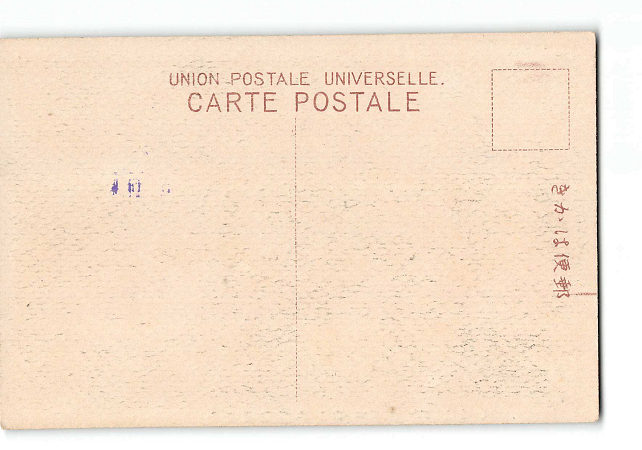 UNION POSTALE UNIVERSELLE.
CARTE POSTALE
郵便はかき